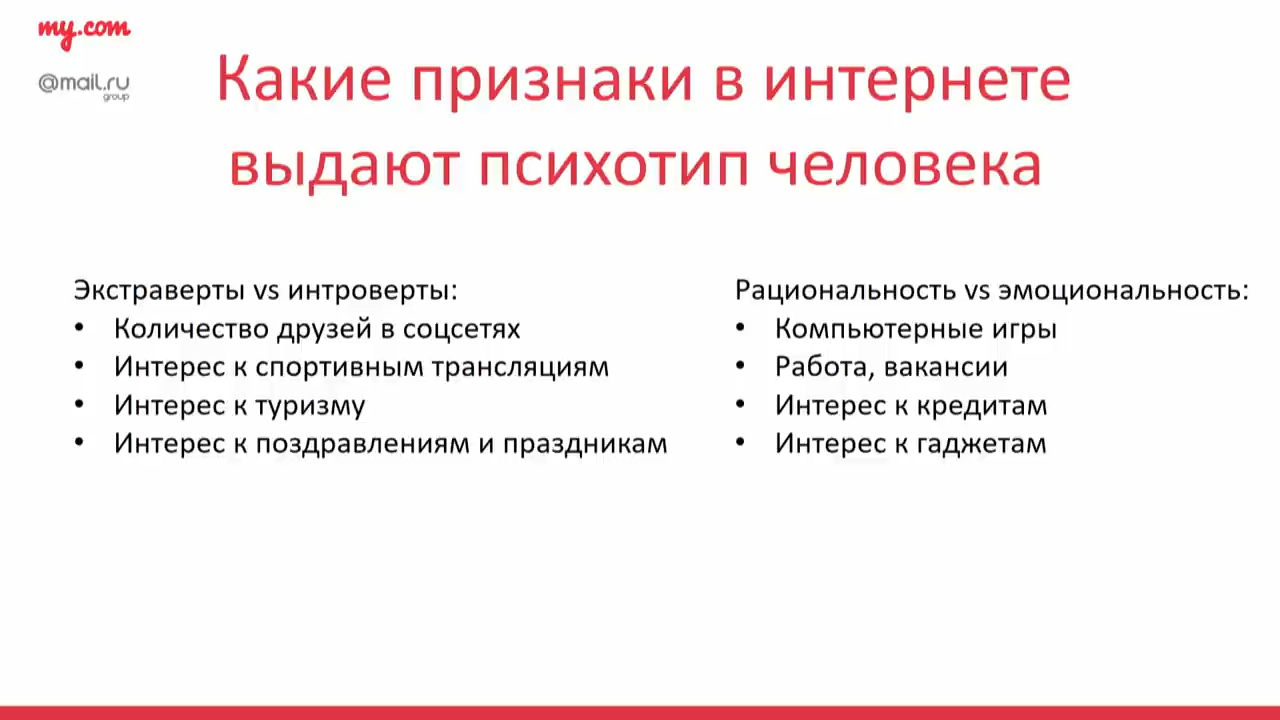 my.com
@mail.ru
group
Какие признаки в интернете
выдают психотип человека
Экстраверты vs интроверты:
• Количество друзей в соцсетях
• Интерес к спортивным трансляциям
• Интерес к туризму
• Интерес к поздравлениям и праздникам
Рациональность vs эмоциональность:
• Компьютерные игры
• Работа, вакансии
• Интерес к кредитам
• Интерес к гаджетам